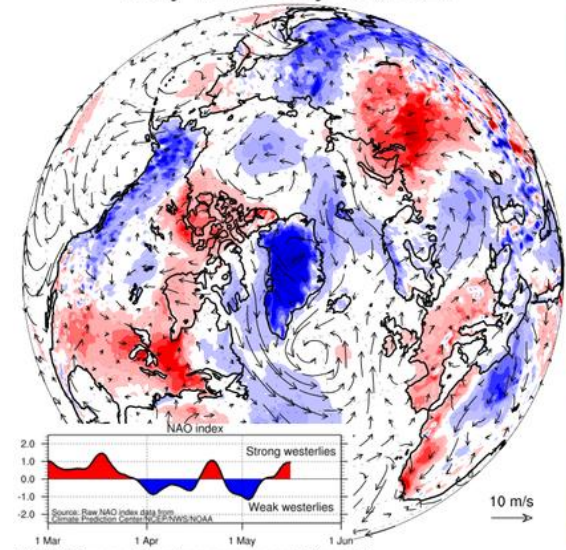 NAO index
2.0
1.0
0.0
-1.0
-2.0
Strong westerlies
Weak westerlies
Source: Raw NAO index data from
Climate Prediction Center/NCEP/NWS/NOAA
1 Mar
1 Apr
1 May
1 Jun
10 m/s